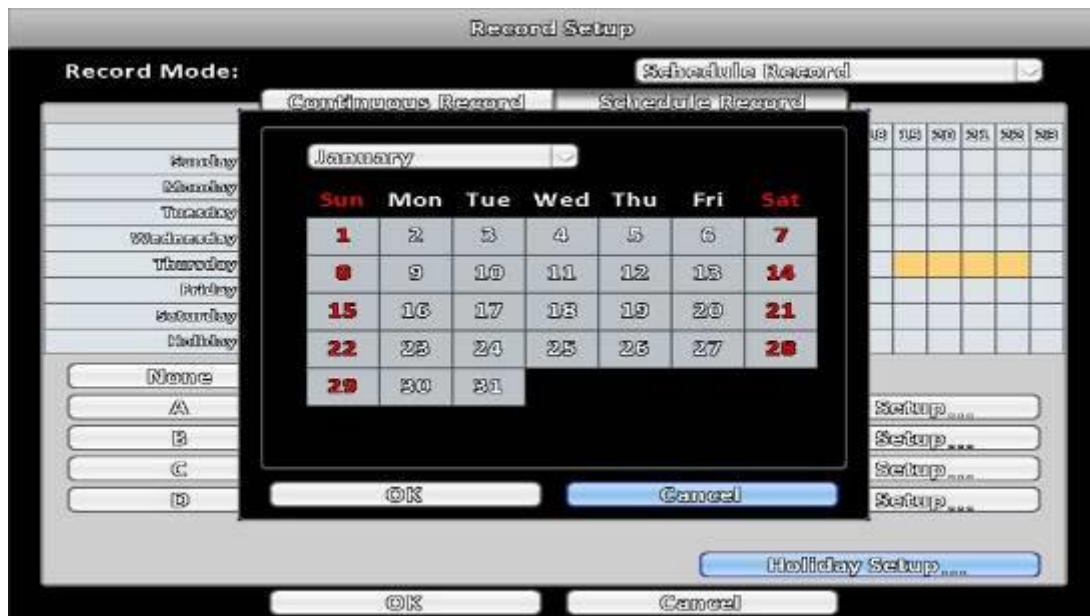 Record Setup
Record Mode: Schedule Record
Continuous Record Schedule Record
18 19 20 21 22 23
January
Sun Mon Tue Wed Thu Fri Sat
1 2 3 4 5 6 7
8 9 10 11 12 13 14
15 16 17 18 19 20 21
22 23 24 25 26 27 28
29 30 31
Sunday
Monday
Tuesday
Wednesday
Thursday
Friday
Saturday
Holiday
None
A Setup...
B Setup...
C Setup...
D Setup...
OK Cancel
Holiday Setup...
OK Cancel